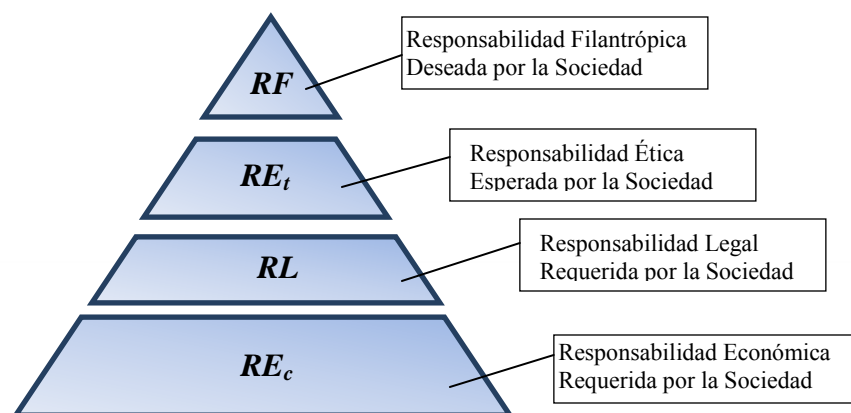 RF
Responsabilidad Filantrópica
Deseada por la Sociedad
REt
Responsabilidad Ética
Esperada por la Sociedad
RL
Responsabilidad Legal
Requerida por la Sociedad
REc
Responsabilidad Económica
Requerida por la Sociedad